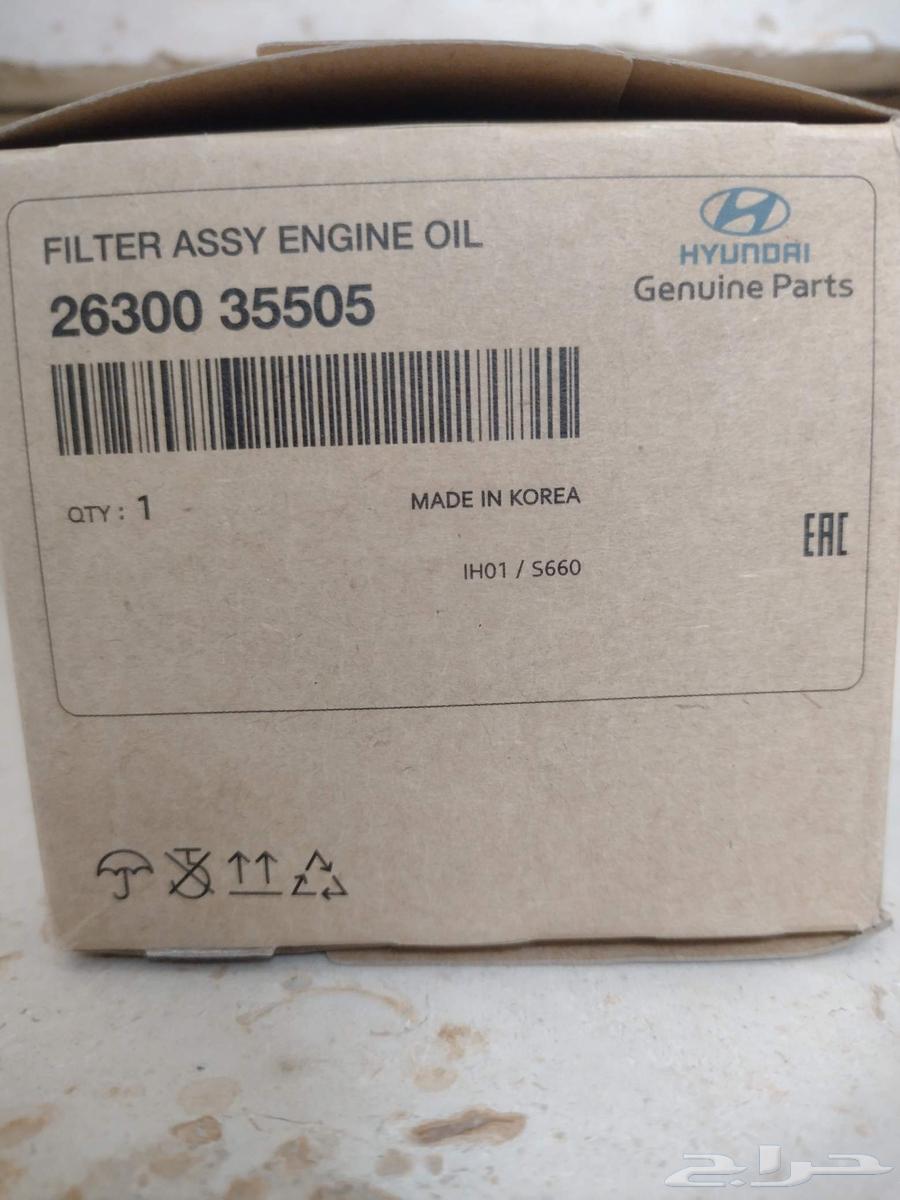 FILTER ASSY ENGINE OIL
26300 35505
HYUNDAI
Genuine Parts
QTY : 1
MADE IN KOREA
IH01 / S660
EAC
حراج